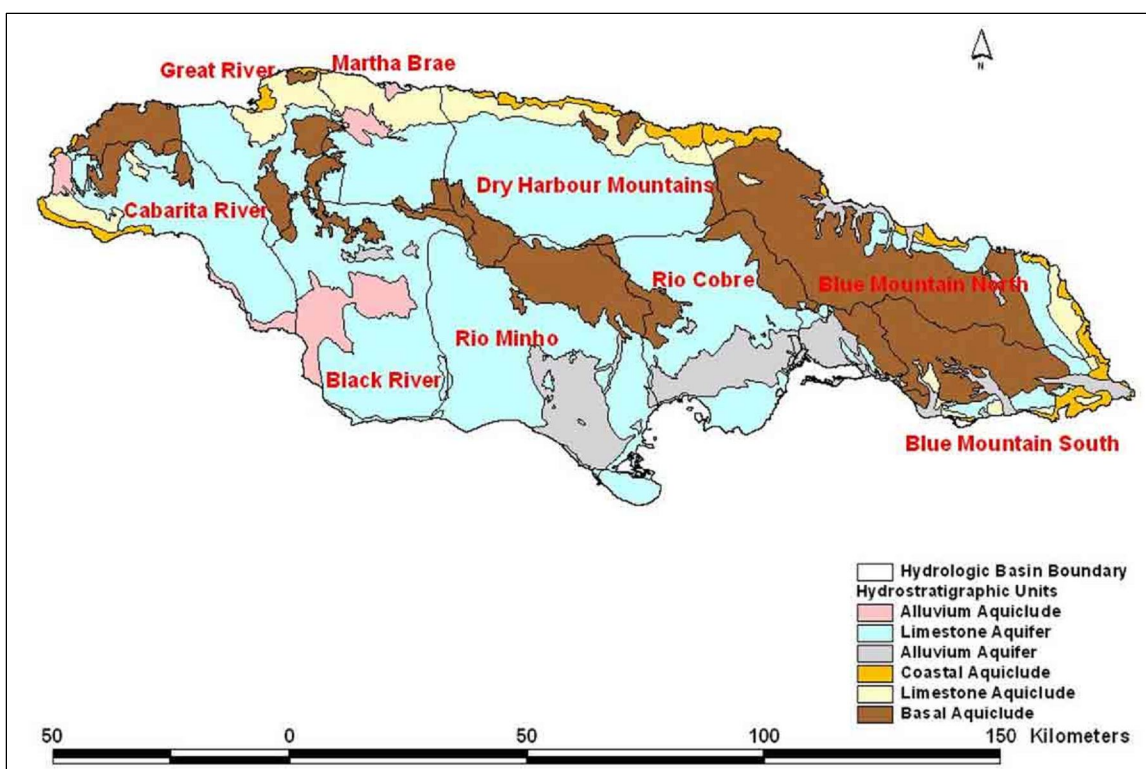 Great River
Martha Brae
N
Dry Harbour Mountains
Cabarita River
Rio Cobre
Blue Mountain North
Rio Minho
Black River
Blue Mountain South
Hydrologic Basin Boundary
Hydrostratigraphic Units
Alluvium Aquiclude
Limestone Aquifer
Alluvium Aquifer
Coastal Aquiclude
Limestone Aquiclude
Basal Aquiclude
50 0 50 100 150 Kilometers